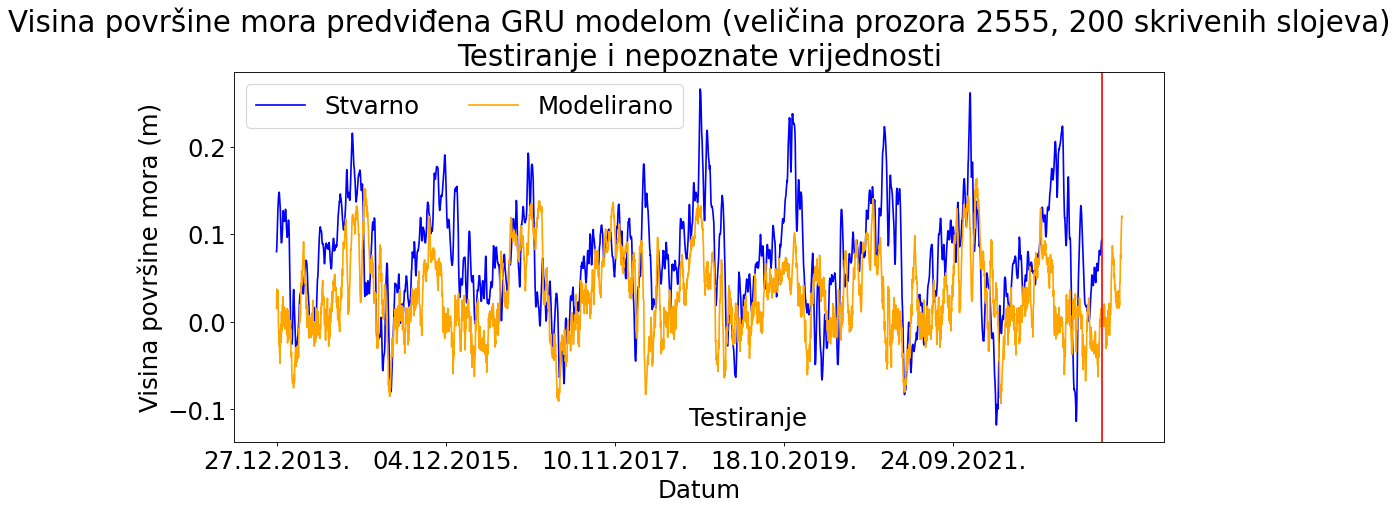 Visina površine mora predviđena GRU modelom (veličina prozora 2555, 200 skrivenih slojeva)
Testiranje i nepoznate vrijednosti
Stvarno Modelirano
Visina površine mora (m)
0.2
0.1
0.0
−0.1
Testiranje
27.12.2013. 04.12.2015. 10.11.2017. 18.10.2019. 24.09.2021.
Datum